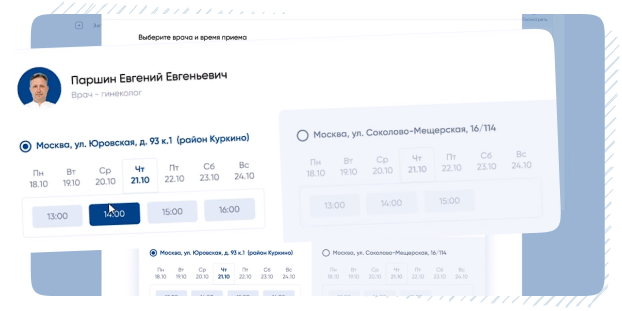 Выберите врача и время приема
Паршин Евгений Евгеньевич
Врач - гинеколог
Москва, ул. Юровская, д. 93 к.1 (район Куркино)
Пн Вт Ср Чт Пт Сб Вс
18.10 19.10 20.10 21.10 22.10 23.10 24.10
13:00 14:00 15:00 16:00
Москва, ул. Соколово-Мещерская, 16/114
Пн Вт Ср Чт Пт Сб Вс
18.10 19.10 20.10 21.10 22.10 23.10 24.10
13:00 14:00 15:00
Москва, ул. Юровская, д. 93 к.1 (район Куркино)
Пн Вт Ср Чт Пт Сб Вс
18.10 19.10 20.10 21.10 22.10 23.10 24.10
Москва, ул. Соколово-Мещерская, 16/114
Пн Вт Ср Чт Пт Сб Вс
18.10 19.10 20.10 21.10 22.10 23.10 24.10